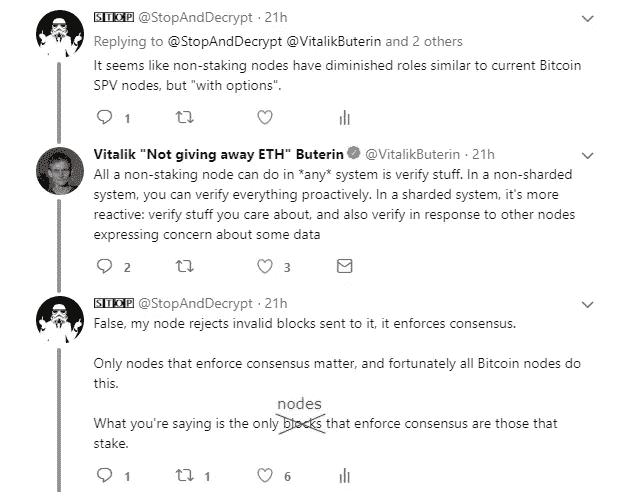 STOP @StopAndDecrypt · 21h
Replying to @StopAndDecrypt @VitalikButerin and 2 others
It seems like non-staking nodes have diminished roles similar to current Bitcoin
SPV nodes, but "with options".
1
Vitalik "Not giving away ETH" Buterin @VitalikButerin · 21h
All a non-staking node can do in *any* system is verify stuff. In a non-sharded
system, you can verify everything proactively. In a sharded system, it's more
reactive: verify stuff you care about, and also verify in response to other nodes
expressing concern about some data
2 3
STOP @StopAndDecrypt · 21h
False, my node rejects invalid blocks sent to it, it enforces consensus.
Only nodes that enforce consensus matter, and fortunately all Bitcoin nodes do
this.
nodes
What you're saying is the only blocks that enforce consensus are those that
stake.
1 1 6